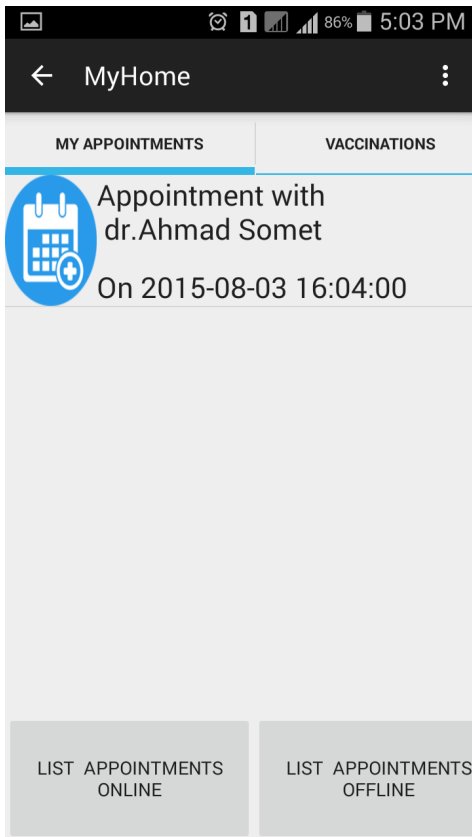 1 86% 5:03 PM
MyHome
MY APPOINTMENTS VACCINATIONS
Appointment with
dr.Ahmad Somet
On 2015-08-03 16:04:00
LIST APPOINTMENTS
ONLINE
LIST APPOINTMENTS
OFFLINE